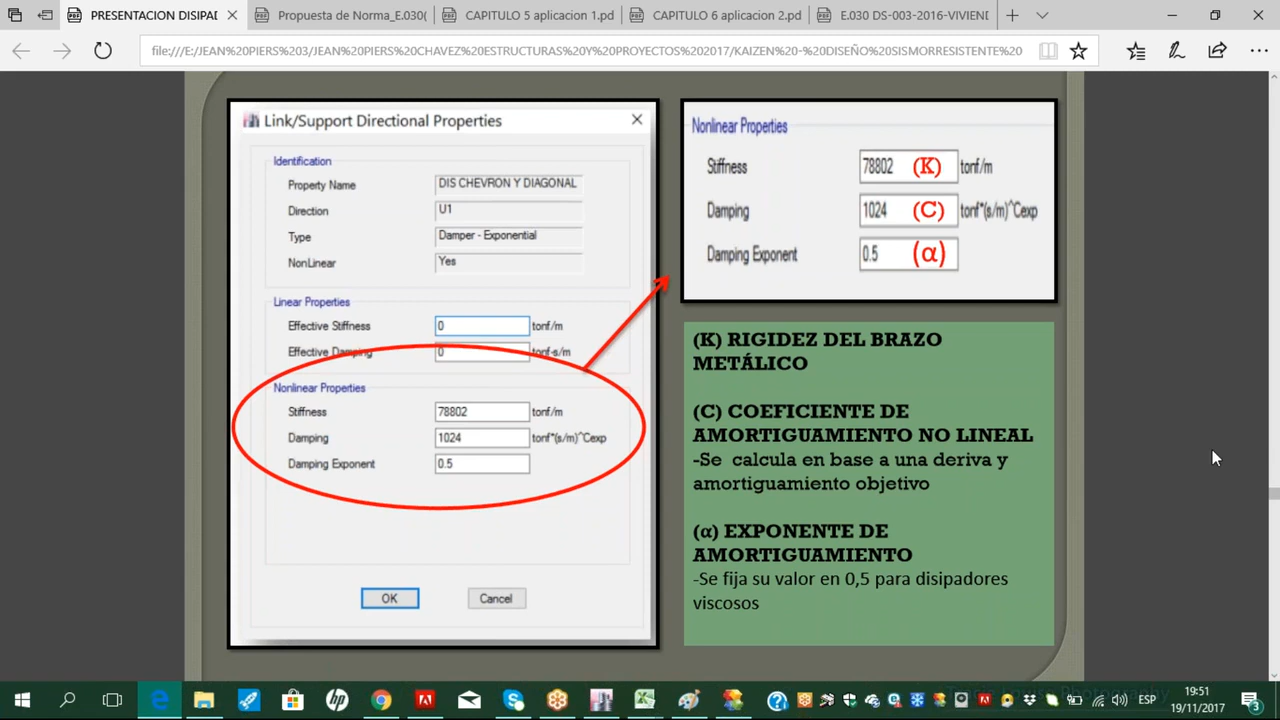 PRESENTACION DISIPAD
Propuesta de Norma_E.030(
CAPITULO 5 aplicacion 1.pd
CAPITULO 6 aplicacion 2.pd
E.030 DS-003-2016-VIVIEND
file:///E:/JEAN%20PIERS%203/JEAN%20PIERS%20CHAVEZ%20ESTRUCTURAS%20Y%20PROYECTOS%202017/KAIZEN%20-%20DISEÑO%20SISMORRESISTENTE%20
Link/Support Directional Properties
Identification
Property Name DIS CHEVRON Y DIAGONAL
Direction U1
Type Damper - Exponential
NonLinear Yes
Linear Properties
Effective Stiffness 0 tonf/m
Effective Damping 0 tonf-s/m
Nonlinear Properties
Stiffness 78802 tonf/m
Damping 1024 tonf*(s/m)^Cexp
Damping Exponent 0.5
OK Cancel
Nonlinear Properties
Stiffness 78802 (K) tonf/m
Damping 1024 (C) tonf*(s/m)^Cexp
Damping Exponent 0.5 (α)
(K) RIGIDEZ DEL BRAZO
METÁLICO
(C) COEFICIENTE DE
AMORTIGUAMIENTO NO LINEAL
-Se calcula en base a una deriva y
amortiguamiento objetivo
(α) EXPONENTE DE
AMORTIGUAMIENTO
-Se fija su valor en 0,5 para disipadores
viscosos
ESP
19:51
19/11/2017
3